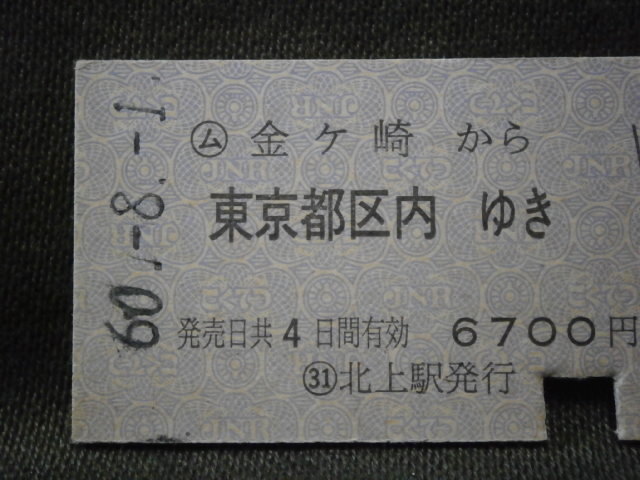 60.-8.-1.
㋰ 金ケ崎 から
東京都区内 ゆき
発売日共4日間有効 6700円
㉛北上駅発行